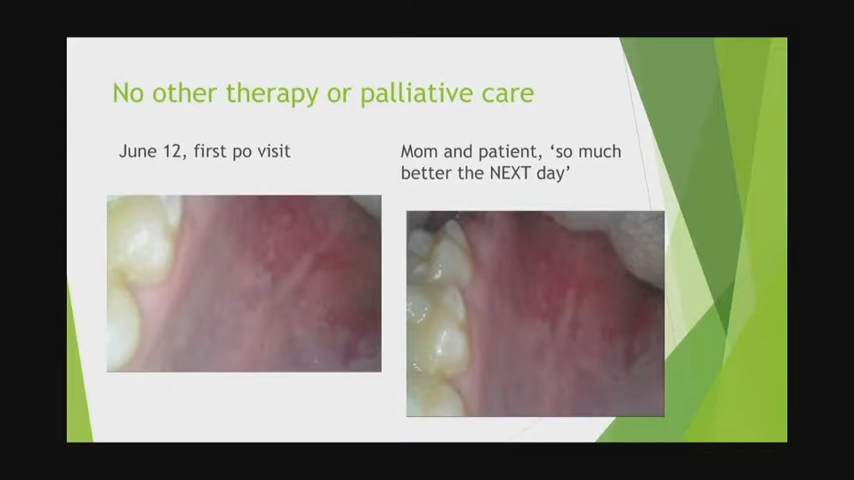 No other therapy or palliative care
June 12, first po visit
Mom and patient, ‘so much
better the NEXT day’